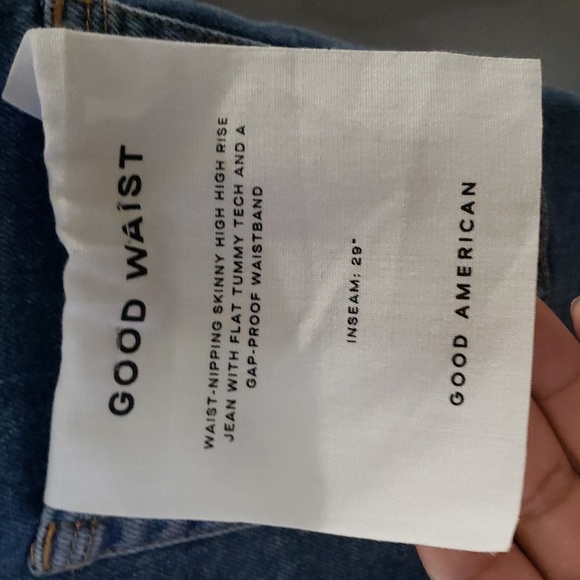 GOOD WAIST
WAIST-NIPPING SKINNY HIGH HIGH RISE
JEAN WITH FLAT TUMMY TECH AND A
GAP-PROOF WAISTBAND
INSEAM: 29"
GOOD AMERICAN